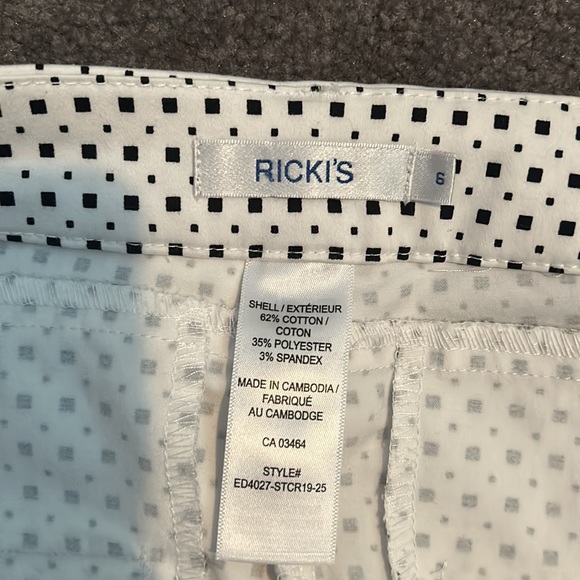 RICKI'S
6
SHELL / EXTÉRIEUR
62% COTTON /
COTON
35% POLYESTER
3% SPANDEX
MADE IN CAMBODIA /
FABRIQUÉ
AU CAMBODGE
CA 03464
STYLE#
ED4027-STCR19-25